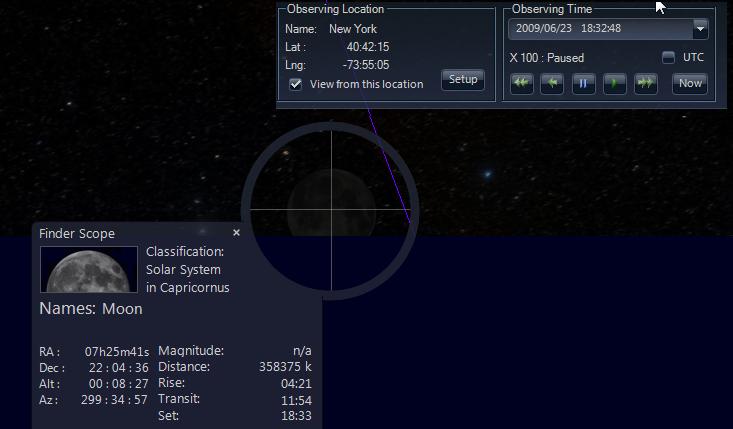 Observing Location
Name: New York
Lat : 40:42:15
Lng: -73:55:05
View from this location
Setup
Observing Time
2009/06/23 18:32:48
X 100 : Paused
UTC
Now
Finder Scope
Classification:
Solar System
in Capricornus
Names: Moon
RA : 07h25m41s
Dec : 22 : 04 : 36
Alt : 00 : 08 : 27
Az : 299 : 34 : 57
Magnitude: n/a
Distance: 358375 k
Rise: 04:21
Transit: 11:54
Set: 18:33